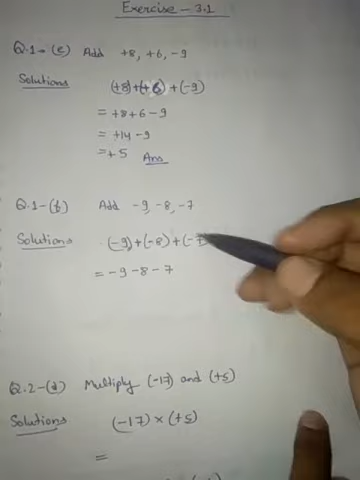 Exercise - 3.1
Q.1-(e) Add +8, +6, -9
Solutions (+8)+(+6)+(-9)
= +8+6-9
= +14-9
= +5 Ans
Q.1-(f) Add -9, -8, -7
Solutions (-9)+(-8)+(-7
= -9-8-7
Q.2-(d) Multiply (-17) and (+5)
Solutions (-17) × (+5)
=